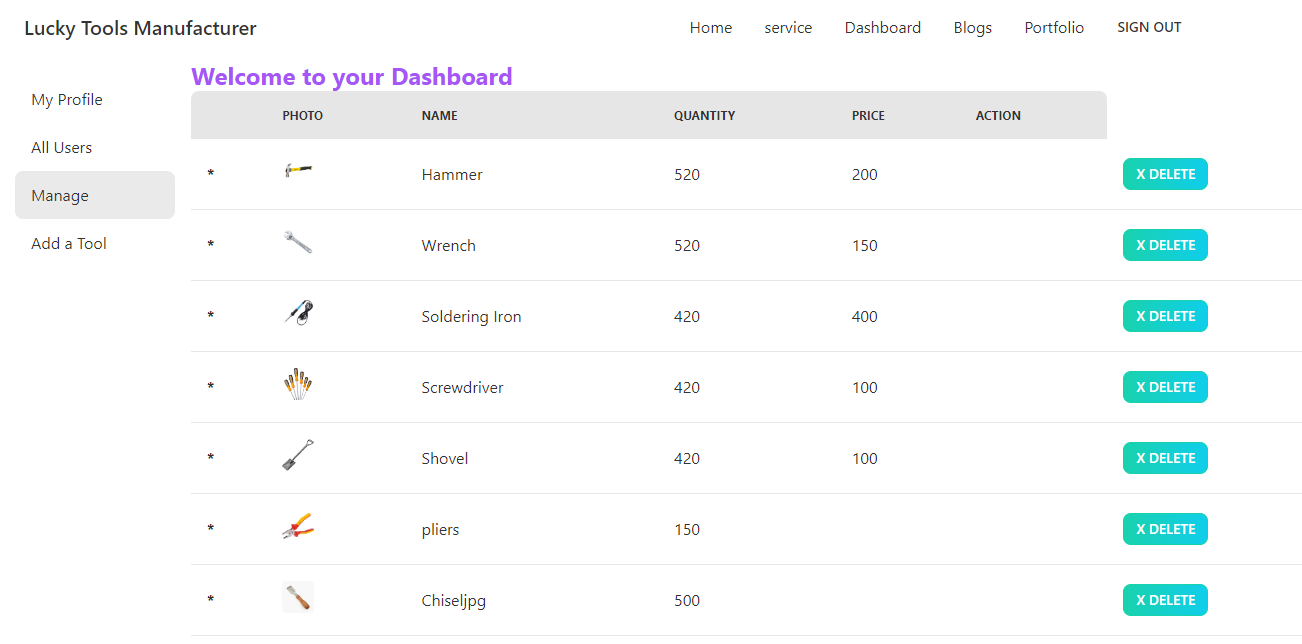 Lucky Tools Manufacturer Home service Dashboard Blogs Portfolio SIGN OUT
Welcome to your Dashboard
My Profile
All Users
Manage
Add a Tool
PHOTO NAME QUANTITY PRICE ACTION
* Hammer 520 200 X DELETE
* Wrench 520 150 X DELETE
* Soldering Iron 420 400 X DELETE
* Screwdriver 420 100 X DELETE
* Shovel 420 100 X DELETE
* pliers 150 X DELETE
* Chiseljpg 500 X DELETE